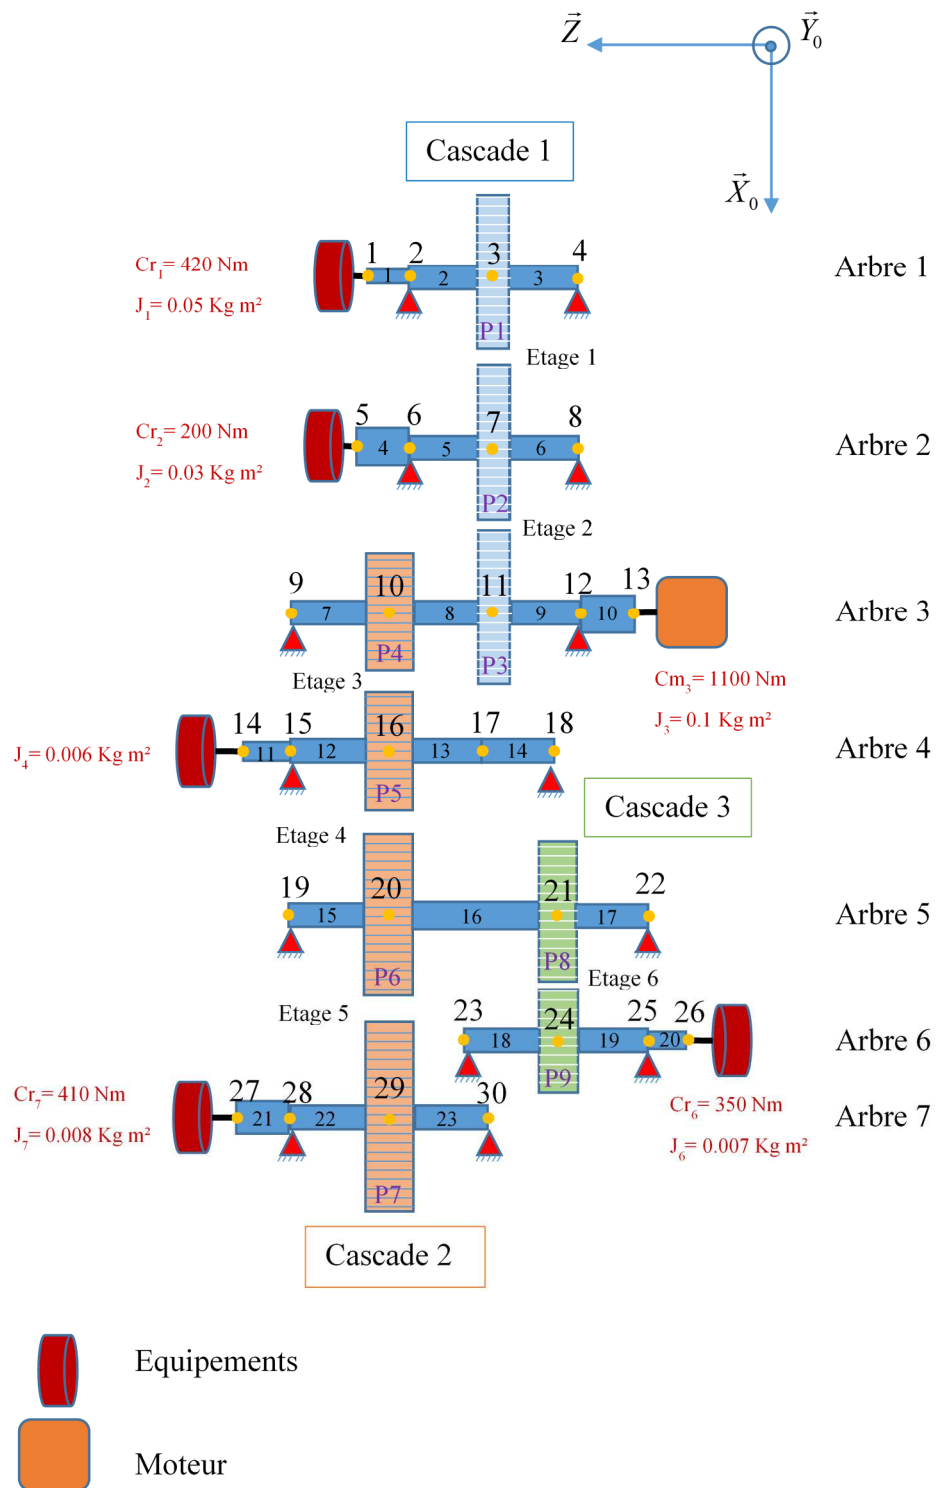 Z⃗
Y⃗₀
Cascade 1
X⃗₀
Cr₁= 420 Nm
J₁= 0.05 Kg m²
1 2 3 4
1 2 3
P1
Arbre 1
Etage 1
Cr₂= 200 Nm
J₂= 0.03 Kg m²
5 6 7 8
4 5 6
P2
Arbre 2
Etage 2
9 10 11 12 13
7 8 9 10
P4 P3
Arbre 3
Etage 3
Cm₃= 1100 Nm
J₃= 0.1 Kg m²
14 15 16 17 18
J₄= 0.006 Kg m²
11 12 13 14
P5
Arbre 4
Cascade 3
Etage 4
19 20 21 22
15 16 17
P6 P8
Arbre 5
Etage 6
Etage 5
23 24 25 26
18 19 20
P9
Arbre 6
Cr₇= 410 Nm
J₇= 0.008 Kg m²
27 28 29 30
21 22 23
P7
Cr₆= 350 Nm
J₆= 0.007 Kg m²
Arbre 7
Cascade 2
Equipements
Moteur